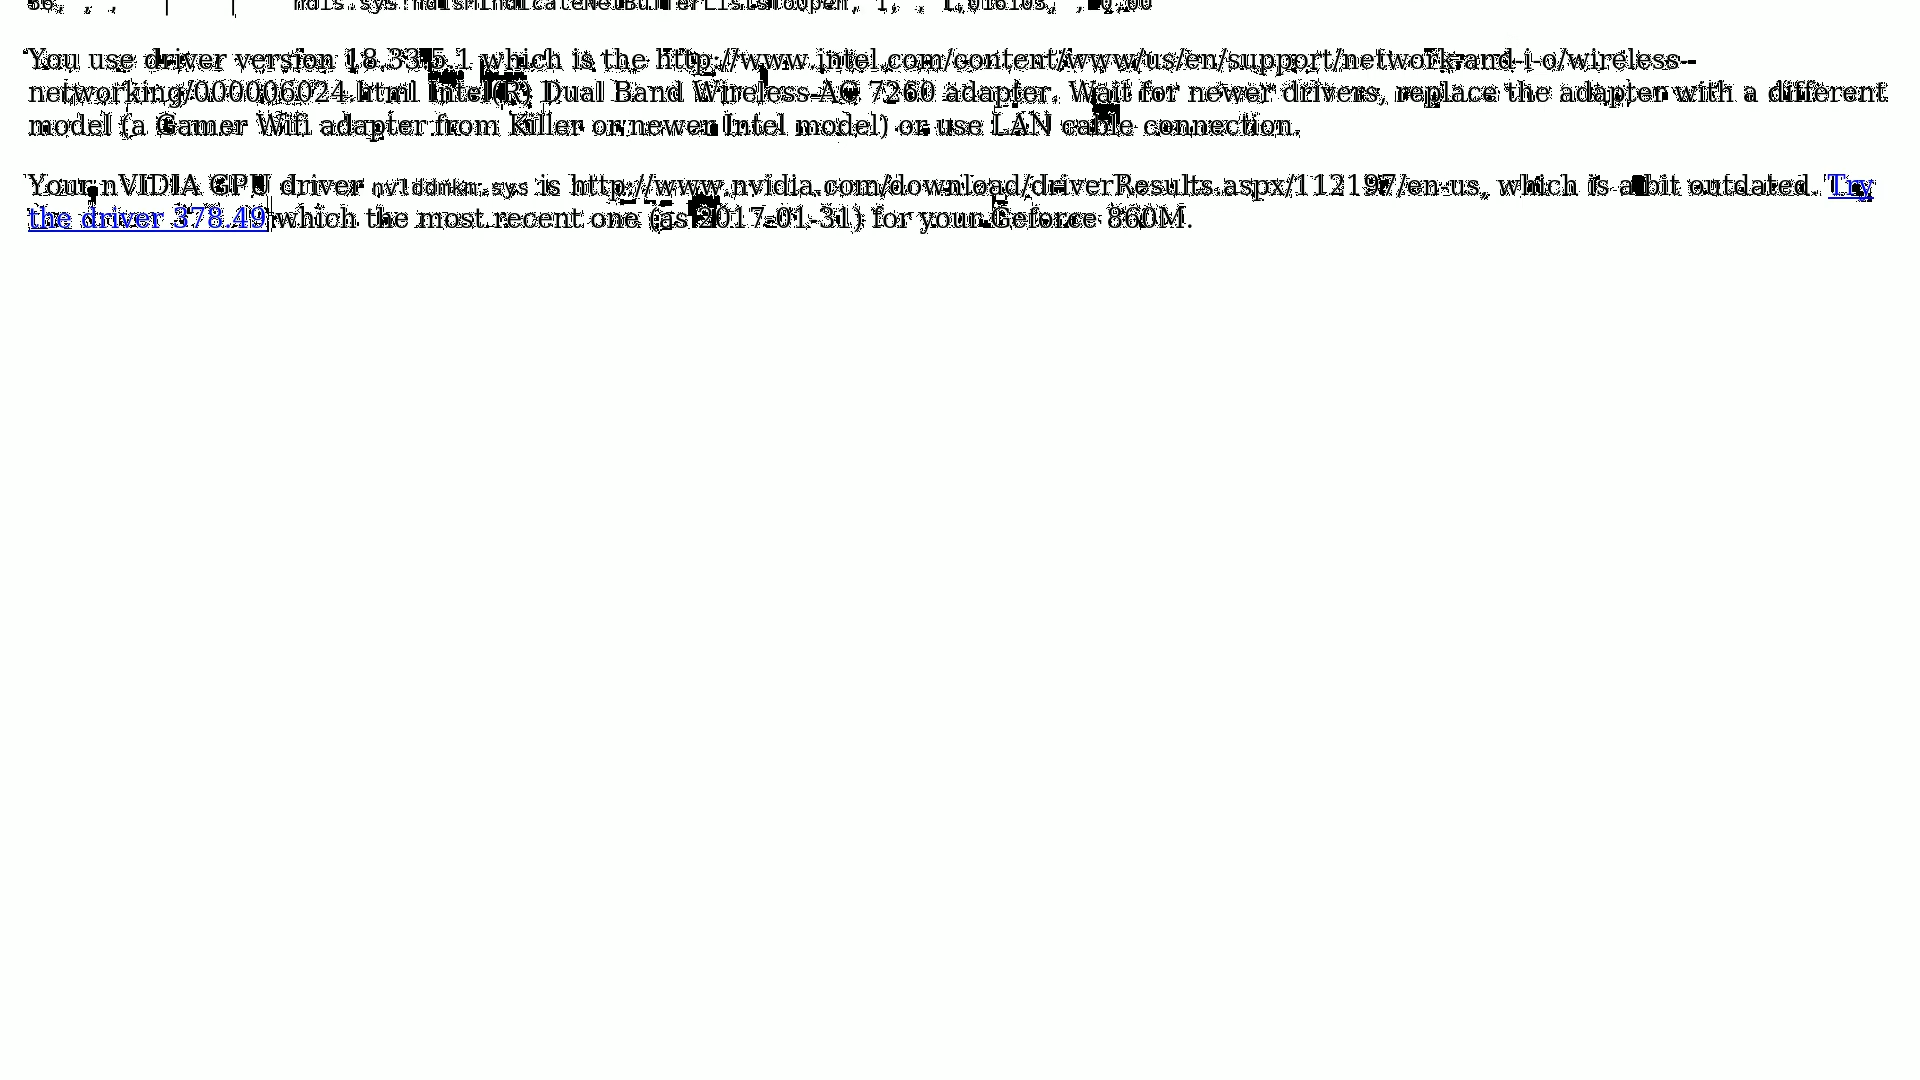 ndis.sys!ndisMIndicateNetBufferListsToOpen, 1,
You use driver version 18.33.5.1 which is the http://www.intel.com/content/www/us/en/support/network-and-i-o/wireless-
networking/000006024.html Intel(R) Dual Band Wireless-AC 7260 adapter. Wait for newer drivers, replace the adapter with a different
model (a Gamer Wifi adapter from Killer or newer Intel model) or use LAN cable connection.
Your nVIDIA GPU driver nvlddmkm.sys is http://www.nvidia.com/download/driverResults.aspx/112197/en-us, which is a bit outdated. Try
the driver 378.49 which the most recent one (as 2017-01-31) for your Geforce 860M.